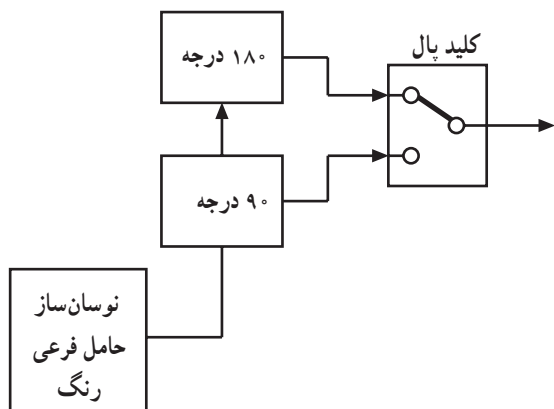 کلید پال
۱۸۰ درجه
۹۰ درجه
نوسان‌ساز
حامل فرعی
رنگ